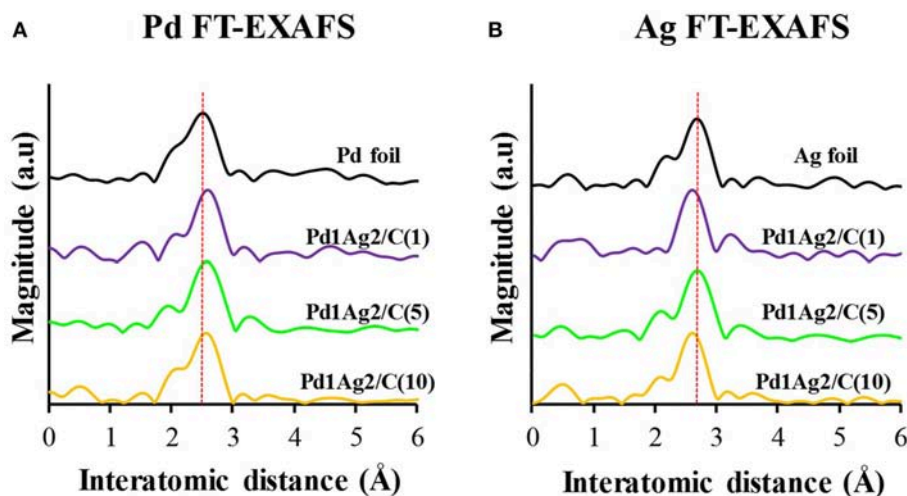 A
Pd FT-EXAFS
Magnitude (a.u)
Pd foil
Pd1Ag2/C(1)
Pd1Ag2/C(5)
Pd1Ag2/C(10)
0 1 2 3 4 5 6
Interatomic distance (Å)
B
Ag FT-EXAFS
Magnitude (a.u)
Ag foil
Pd1Ag2/C(1)
Pd1Ag2/C(5)
Pd1Ag2/C(10)
0 1 2 3 4 5 6
Interatomic distance (Å)